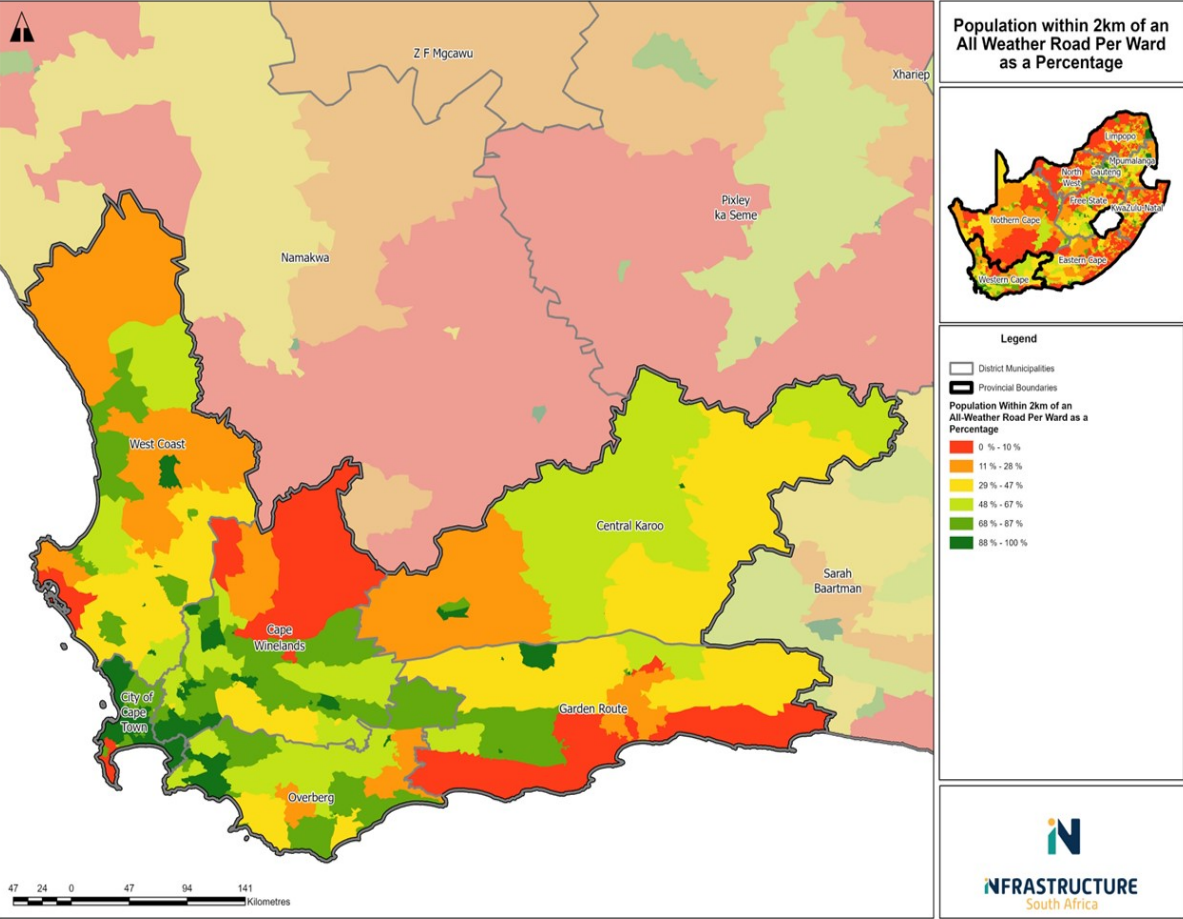 Population within 2km of an
All Weather Road Per Ward
as a Percentage
Z F Mgcawu
Xhariep
Pixley
ka Seme
Namakwa
West Coast
Central Karoo
Sarah
Baartman
Cape
Winelands
City of
Cape
Town
Garden Route
Overberg
47 24 0 47 94 141
Kilometres
Limpopo
Mpumalanga
North
West
Gauteng
Free State
KwaZulu-Natal
Nothern Cape
Eastern Cape
Western Cape
Legend
District Municipalities
Provincial Boundaries
Population Within 2km of an
All-Weather Road Per Ward as a
Percentage
0 % - 10 %
11 % - 28 %
29 % - 47 %
48 % - 67 %
68 % - 87 %
88 % - 100 %
iN
iNFRASTRUCTURE
South Africa